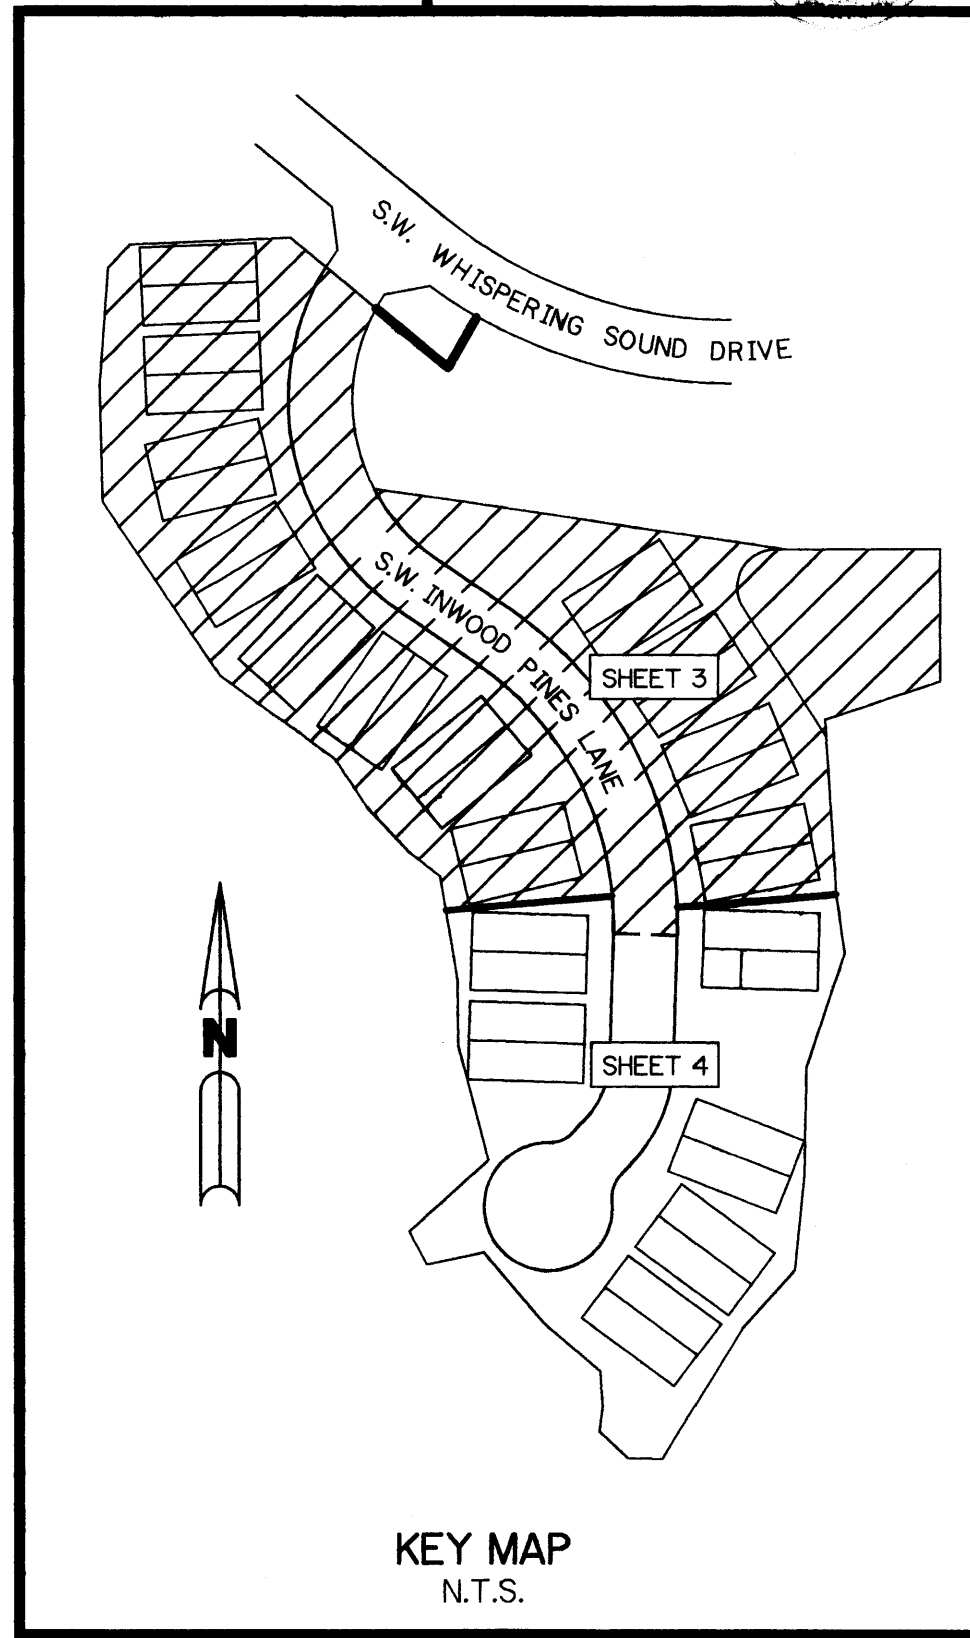 S.W. WHISPERING SOUND DRIVE
S.W. INWOOD PINES LANE
SHEET 3
N
SHEET 4
KEY MAP
N.T.S.